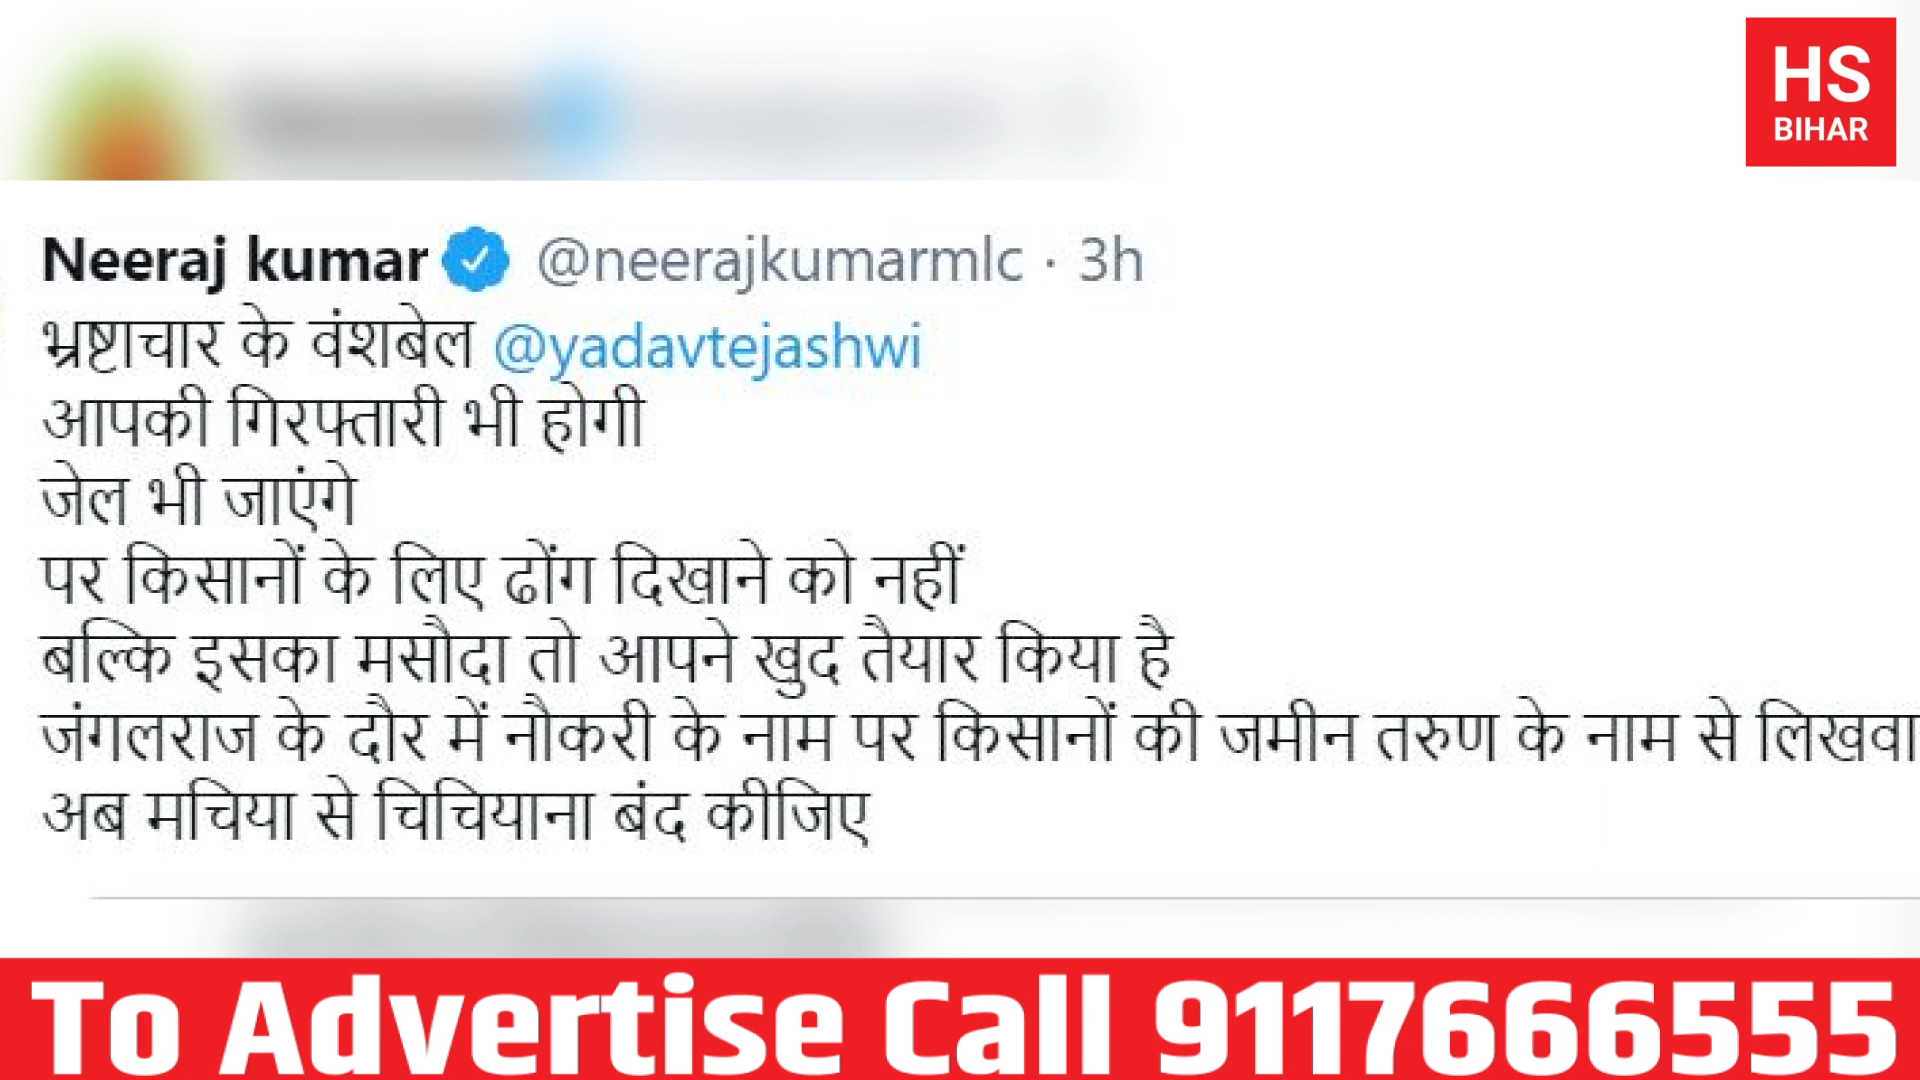 HS
BIHAR
Neeraj kumar @neerajkumarmlc · 3h
भ्रष्टाचार के वंशबेल @yadavtejashwi
आपकी गिरफ्तारी भी होगी
जेल भी जाएंगे
पर किसानों के लिए ढोंग दिखाने को नहीं
बल्कि इसका मसौदा तो आपने खुद तैयार किया है
जंगलराज के दौर में नौकरी के नाम पर किसानों की जमीन तरुण के नाम से लिखवा
अब मचिया से चिचियाना बंद कीजिए
To Advertise Call 9117666555